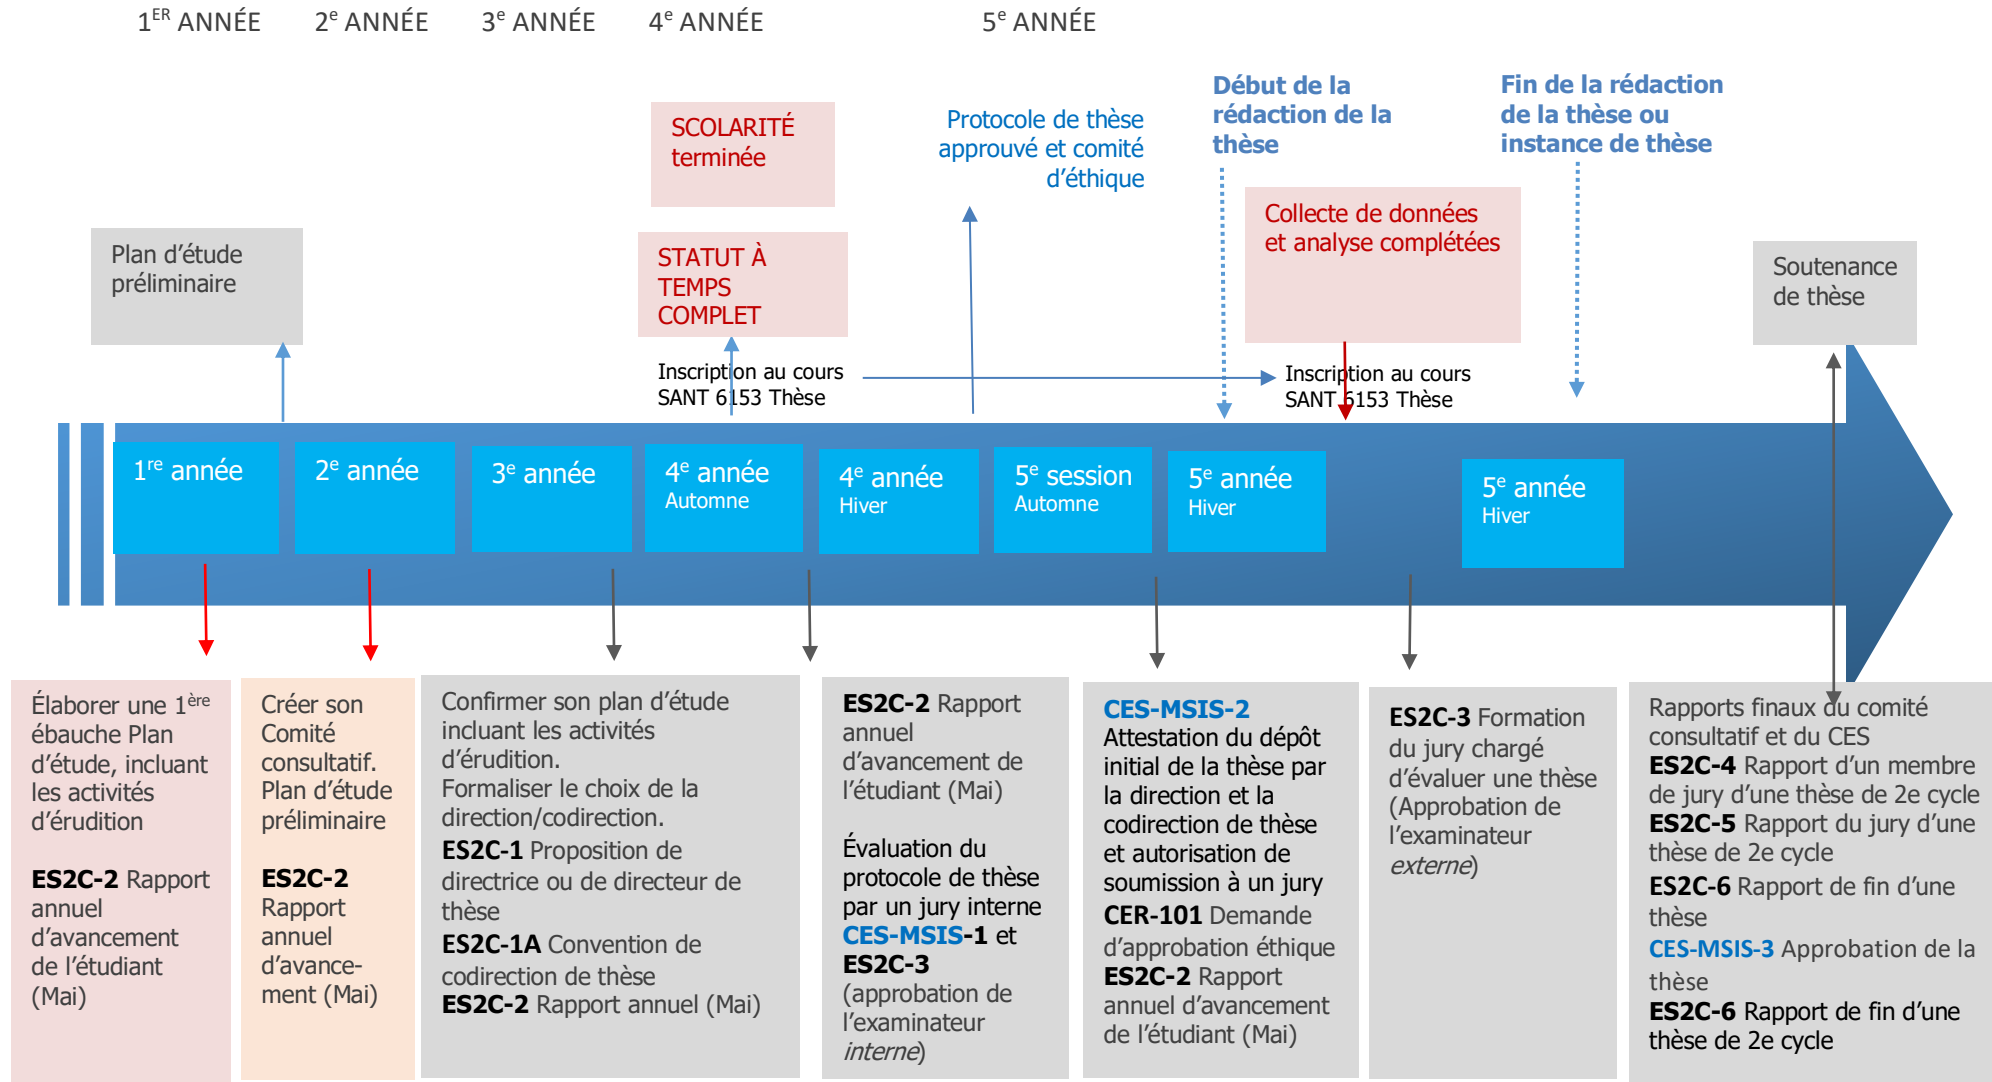 1ER ANNÉE 2e ANNÉE 3e ANNÉE 4e ANNÉE 5e ANNÉE
Plan d’étude
préliminaire
SCOLARITÉ
terminée
STATUT À
TEMPS
COMPLET
Inscription au cours
SANT 6153 Thèse
Protocole de thèse
approuvé et comité
d’éthique
Début de la
rédaction de la
thèse
Collecte de données
et analyse complétées
Inscription au cours
SANT 6153 Thèse
Fin de la rédaction
de la thèse ou
instance de thèse
Soutenance
de thèse
1re année
2e année
3e année
4e année
Automne
4e année
Hiver
5e session
Automne
5e année
Hiver
5e année
Hiver
Élaborer une 1ère
ébauche Plan
d’étude, incluant
les activités
d’érudition
ES2C-2 Rapport
annuel
d’avancement
de l’étudiant
(Mai)
Créer son
Comité
consultatif.
Plan d’étude
préliminaire
ES2C-2
Rapport
annuel
d’avance-
ment (Mai)
Confirmer son plan d’étude
incluant les activités
d’érudition.
Formaliser le choix de la
direction/codirection.
ES2C-1 Proposition de
directrice ou de directeur de
thèse
ES2C-1A Convention de
codirection de thèse
ES2C-2 Rapport annuel (Mai)
ES2C-2 Rapport
annuel
d’avancement de
l’étudiant (Mai)
Évaluation du
protocole de thèse
par un jury interne
CES-MSIS-1 et
ES2C-3
(approbation de
l’examinateur
interne)
CES-MSIS-2
Attestation du dépôt
initial de la thèse par
la direction et la
codirection de thèse
et autorisation de
soumission à un jury
CER-101 Demande
d’approbation éthique
ES2C-2 Rapport
annuel d’avancement
de l’étudiant (Mai)
ES2C-3 Formation
du jury chargé
d’évaluer une thèse
(Approbation de
l’examinateur
externe)
Rapports finaux du comité
consultatif et du CES
ES2C-4 Rapport d’un membre
de jury d’une thèse de 2e cycle
ES2C-5 Rapport du jury d’une
thèse de 2e cycle
ES2C-6 Rapport de fin d’une
thèse
CES-MSIS-3 Approbation de la
thèse
ES2C-6 Rapport de fin d’une
thèse de 2e cycle